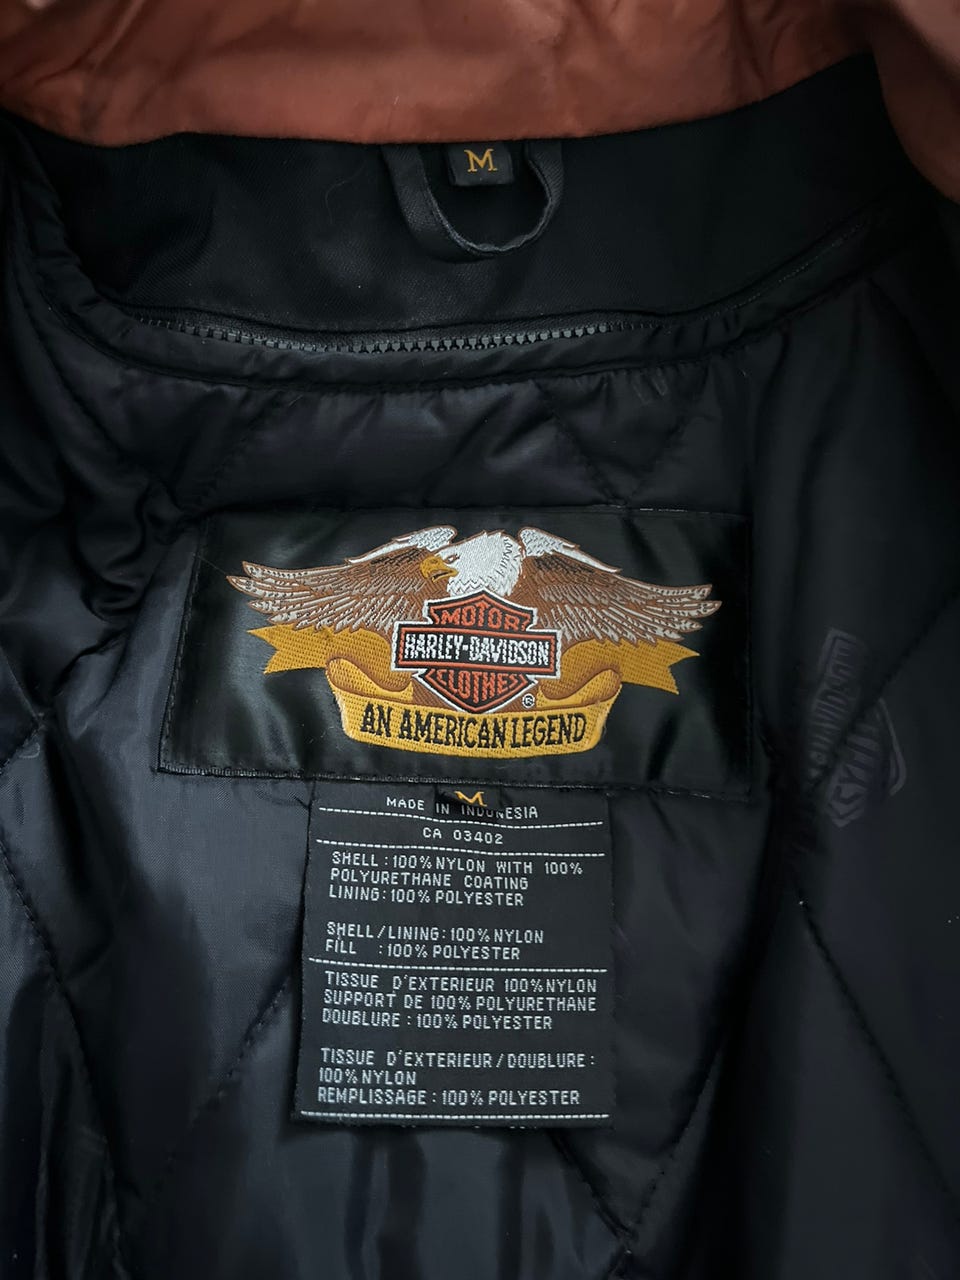 M
MOTOR
HARLEY-DAVIDSON
CLOTHES
®
AN AMERICAN LEGEND
M
MADE IN INDONESIA
CA 03402
SHELL : 100% NYLON WITH 100%
POLYURETHANE COATING
LINING : 100% POLYESTER
SHELL/LINING : 100% NYLON
FILL : 100% POLYESTER
TISSUE D'EXTERIEUR 100% NYLON
SUPPORT DE 100% POLYURETHANE
DOUBLURE : 100% POLYESTER
TISSUE D'EXTERIEUR/DOUBLURE :
100% NYLON
REMPLISSAGE : 100% POLYESTER